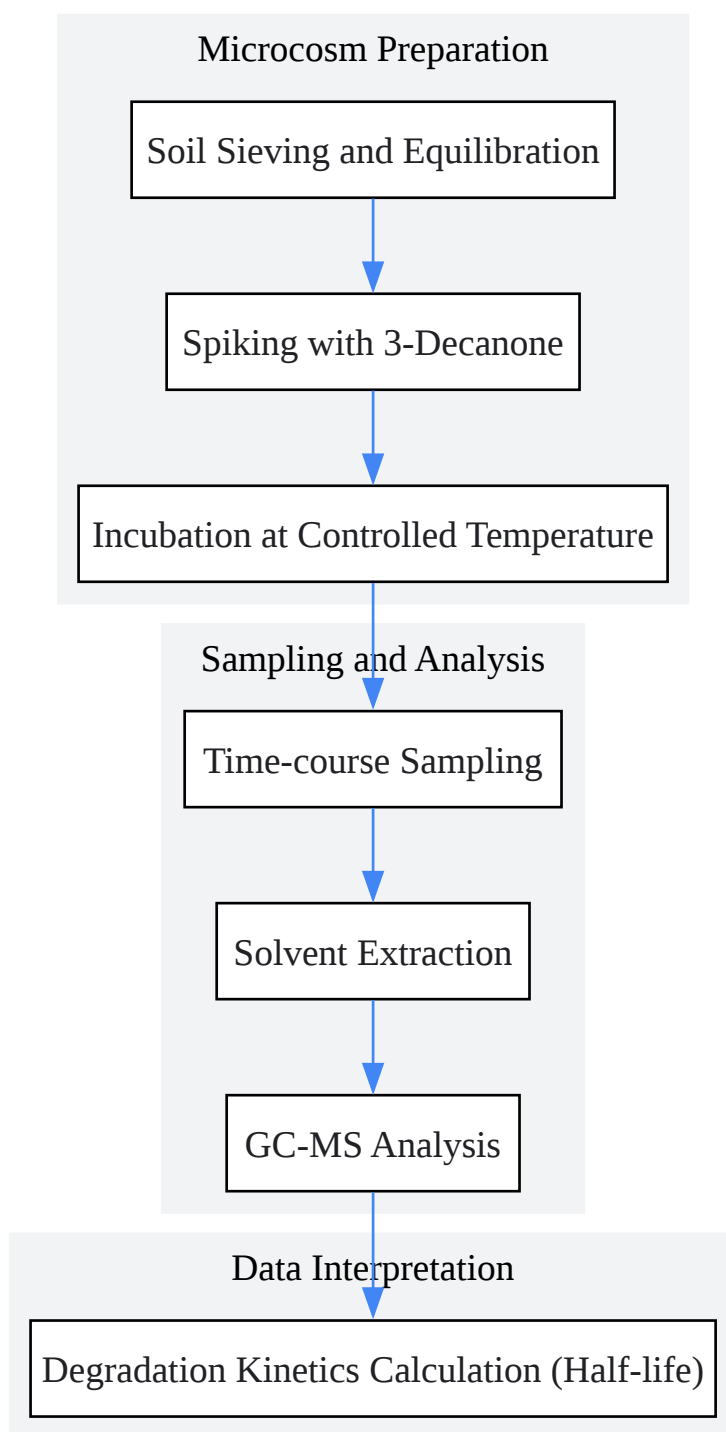 Microcosm Preparation
Soil Sieving and Equilibration
Spiking with 3-Decanone
Incubation at Controlled Temperature
Sampling and Analysis
Time-course Sampling
Solvent Extraction
GC-MS Analysis
Data Interpretation
Degradation Kinetics Calculation (Half-life)